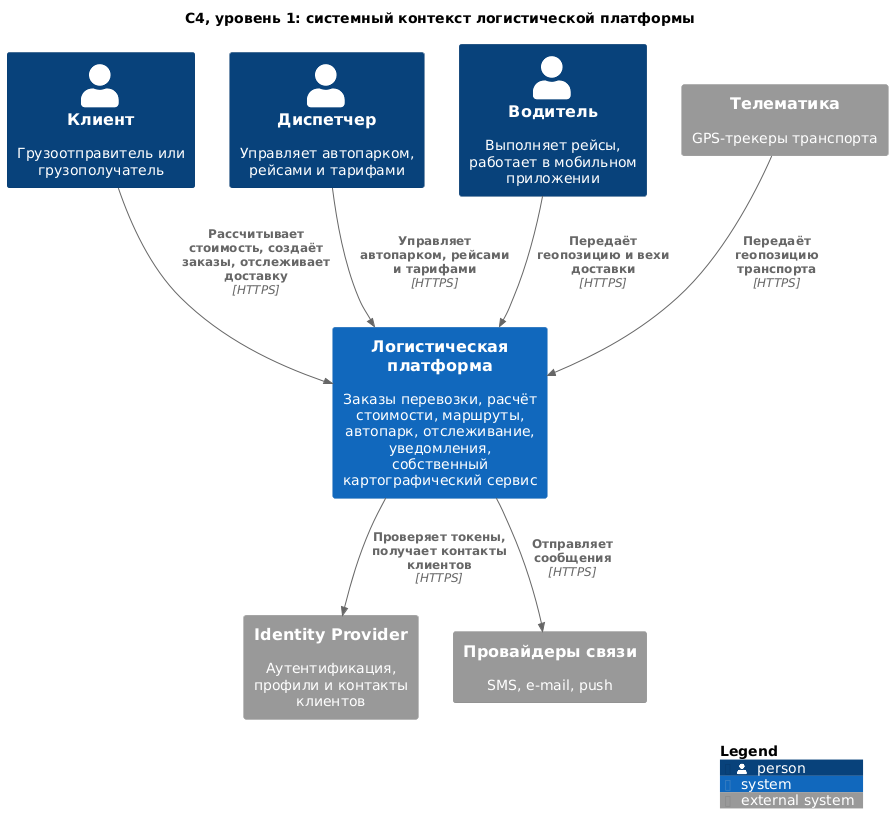 C4, уровень 1: системный контекст логистической платформы
Клиент
Грузоотправитель или
грузополучатель
Диспетчер
Управляет автопарком,
рейсами и тарифами
Водитель
Выполняет рейсы,
работает в мобильном
приложении
Телематика
GPS-трекеры транспорта
Рассчитывает
стоимость, создаёт
заказы, отслеживает
доставку
[HTTPS]
Управляет
автопарком, рейсами
и тарифами
[HTTPS]
Передаёт
геопозицию и вехи
доставки
[HTTPS]
Передаёт
геопозицию
транспорта
[HTTPS]
Логистическая
платформа
Заказы перевозки, расчёт
стоимости, маршруты,
автопарк, отслеживание,
уведомления,
собственный
картографический сервис
Проверяет токены,
получает контакты
клиентов
[HTTPS]
Отправляет
сообщения
[HTTPS]
Identity Provider
Аутентификация,
профили и контакты
клиентов
Провайдеры связи
SMS, e-mail, push
Legend
person
system
external system